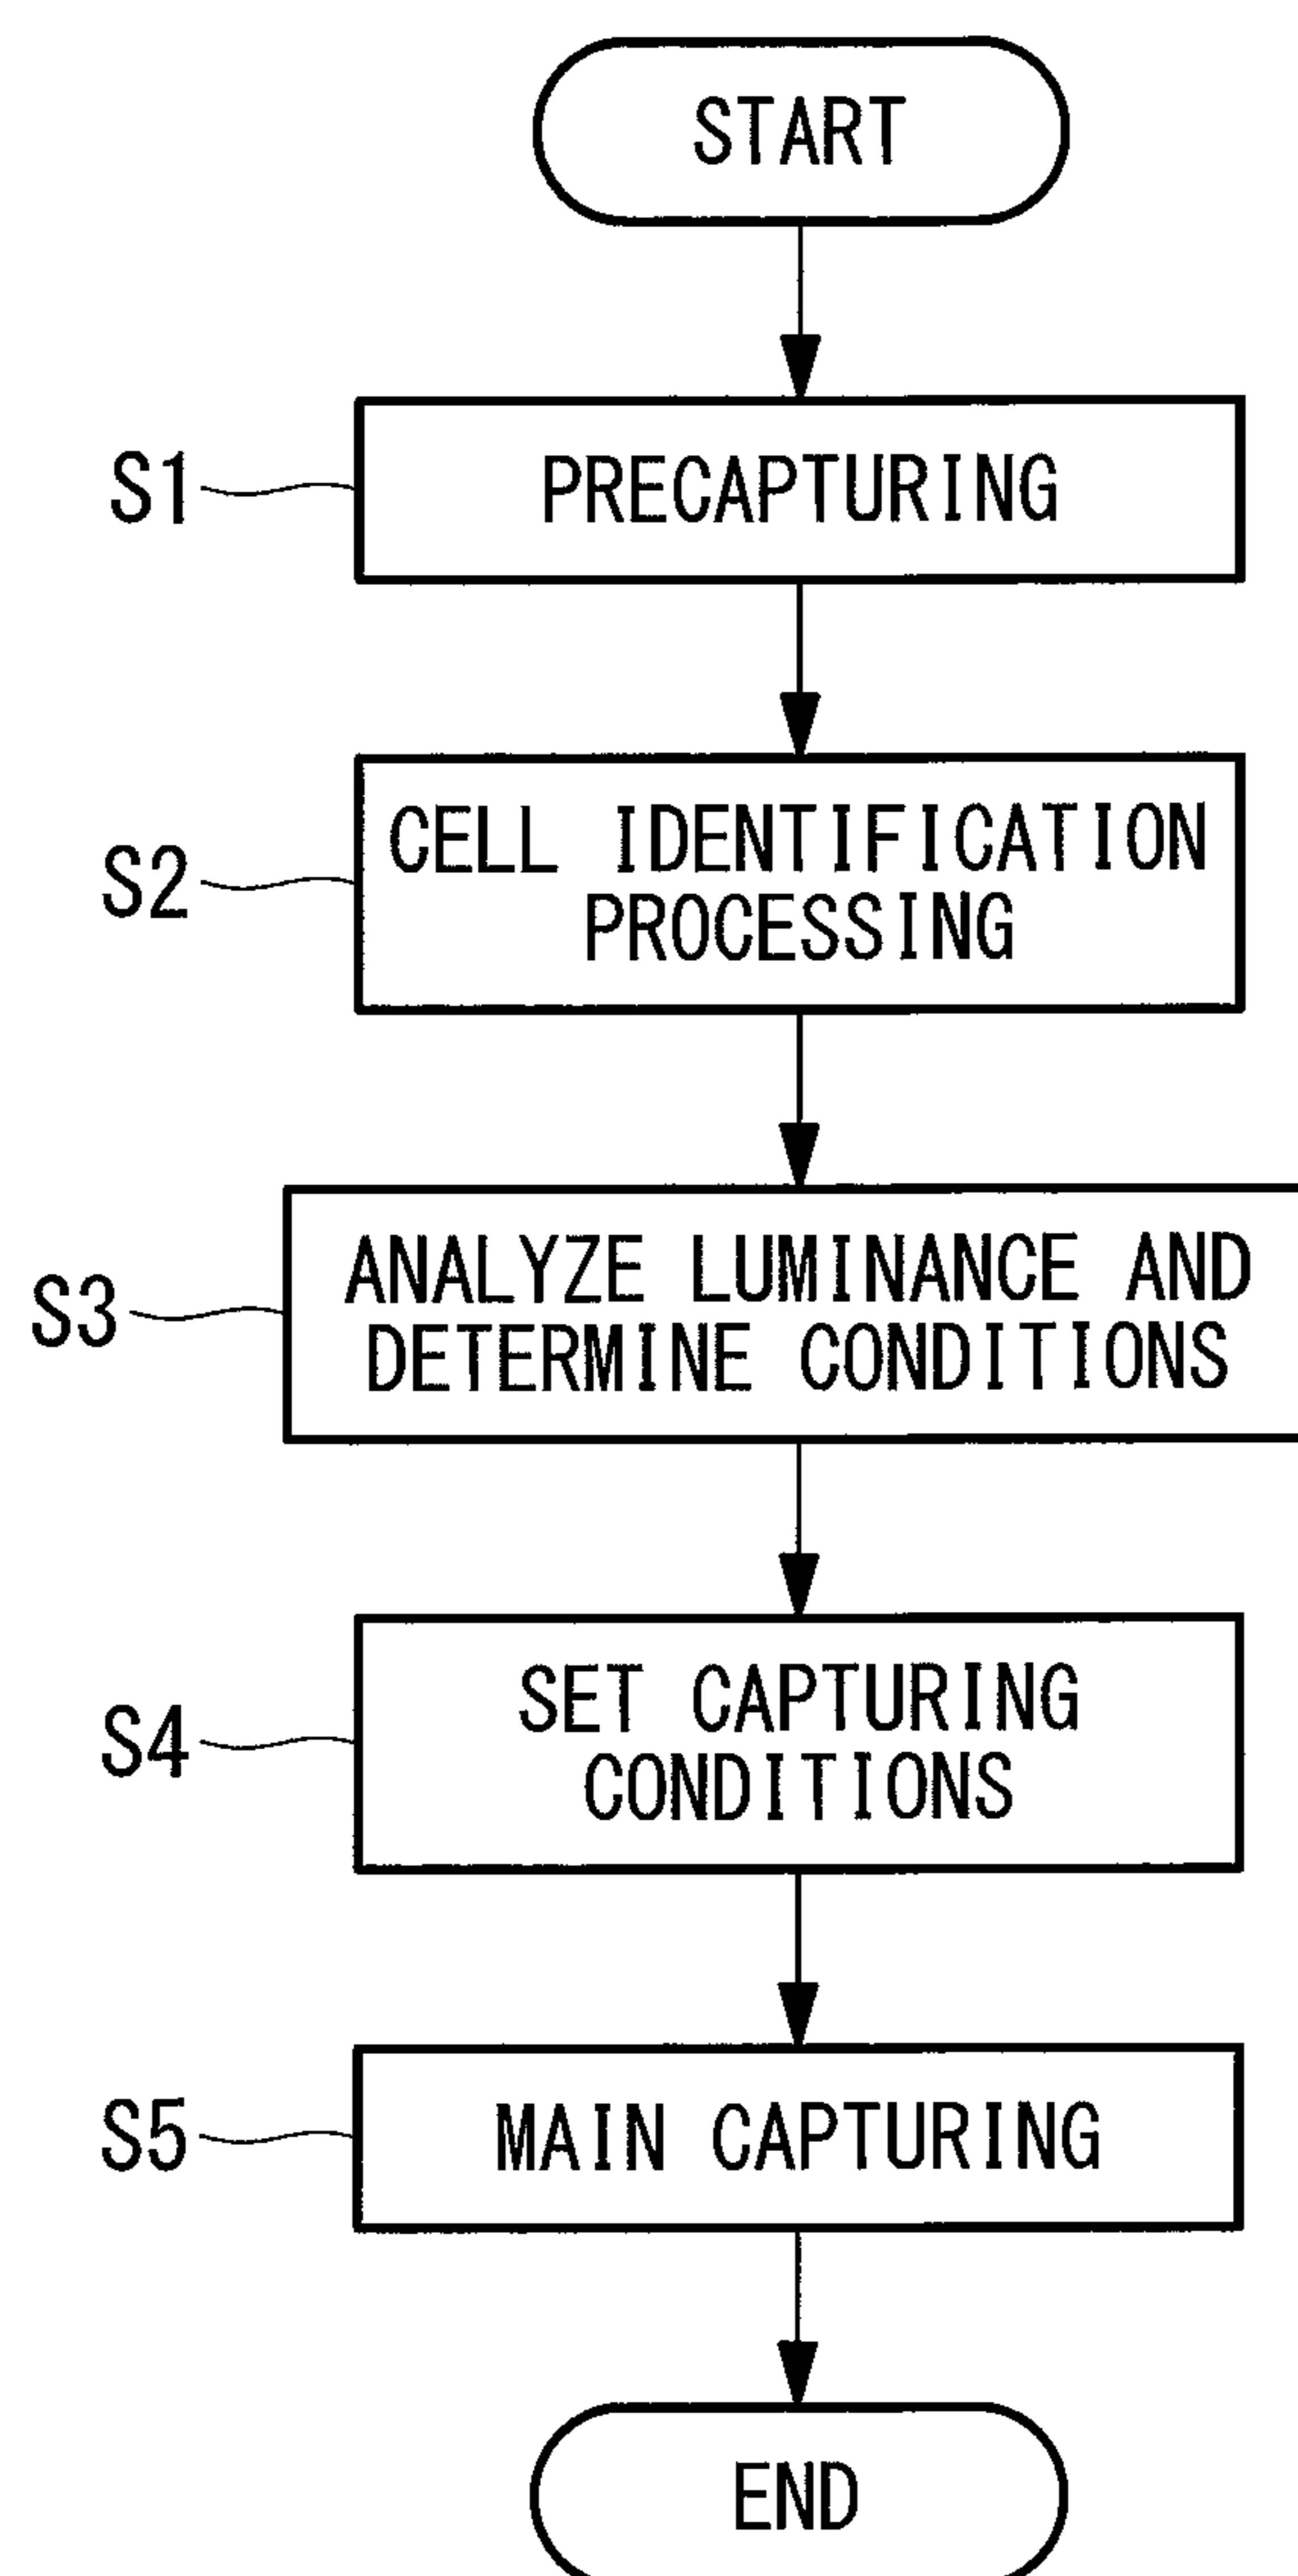 START
S1
PRECAPTURING
S2
CELL IDENTIFICATION
PROCESSING
S3
ANALYZE LUMINANCE AND
DETERMINE CONDITIONS
S4
SET CAPTURING
CONDITIONS
S5
MAIN CAPTURING
END